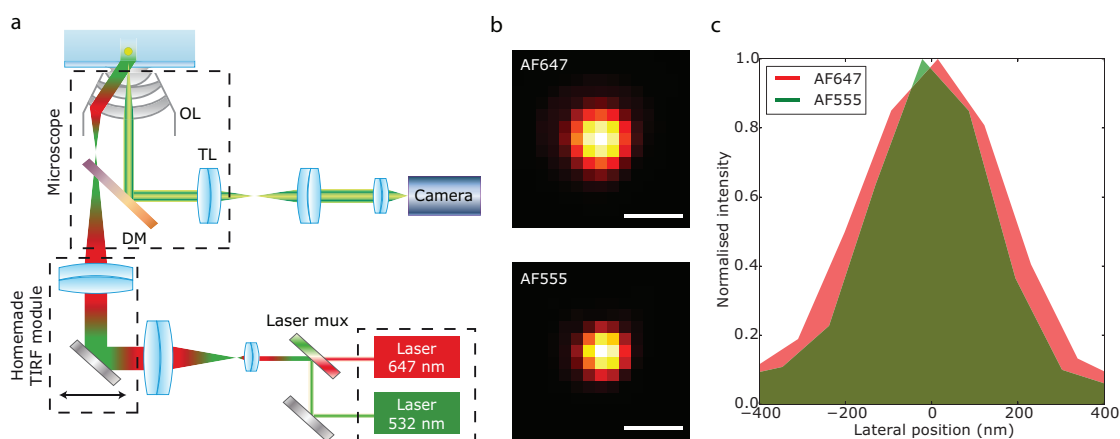 a
OL
TL
Microscope
DM
Camera
Homemade
TIRF module
Laser mux
Laser
647 nm
Laser
532 nm
b
AF647
AF555
c
1.0
0.8
0.6
0.4
0.2
0.0
Normalised intensity
AF647
AF555
−400
−200
0
200
400
Lateral position (nm)